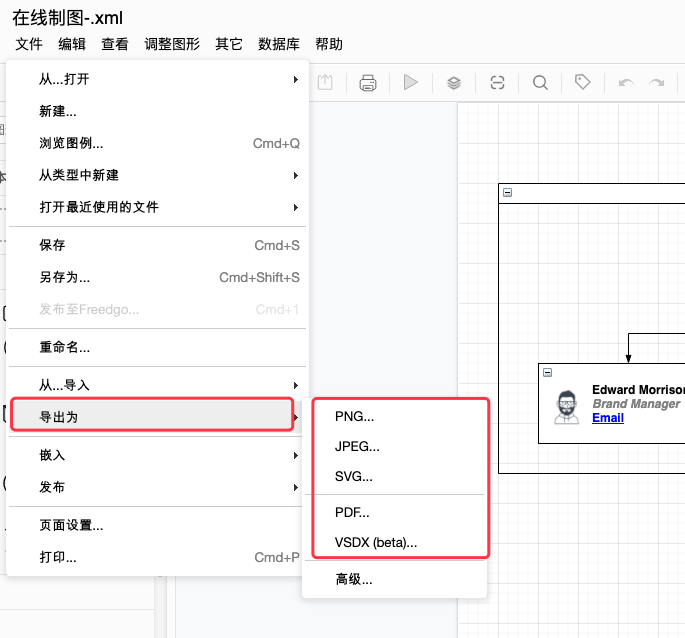 在线制图-.xml
文件 编辑 查看 调整图形 其它 数据库 帮助
从...打开
新建...
浏览图例... Cmd+Q
从类型中新建
打开最近使用的文件
保存 Cmd+S
另存为... Cmd+Shift+S
发布至Freedgo... Cmd+1
重命名...
从...导入
导出为
嵌入
发布
页面设置...
打印... Cmd+P
PNG...
JPEG...
SVG...
PDF...
VSDX (beta)...
高级...
Edward Morrison
Brand Manager
Email